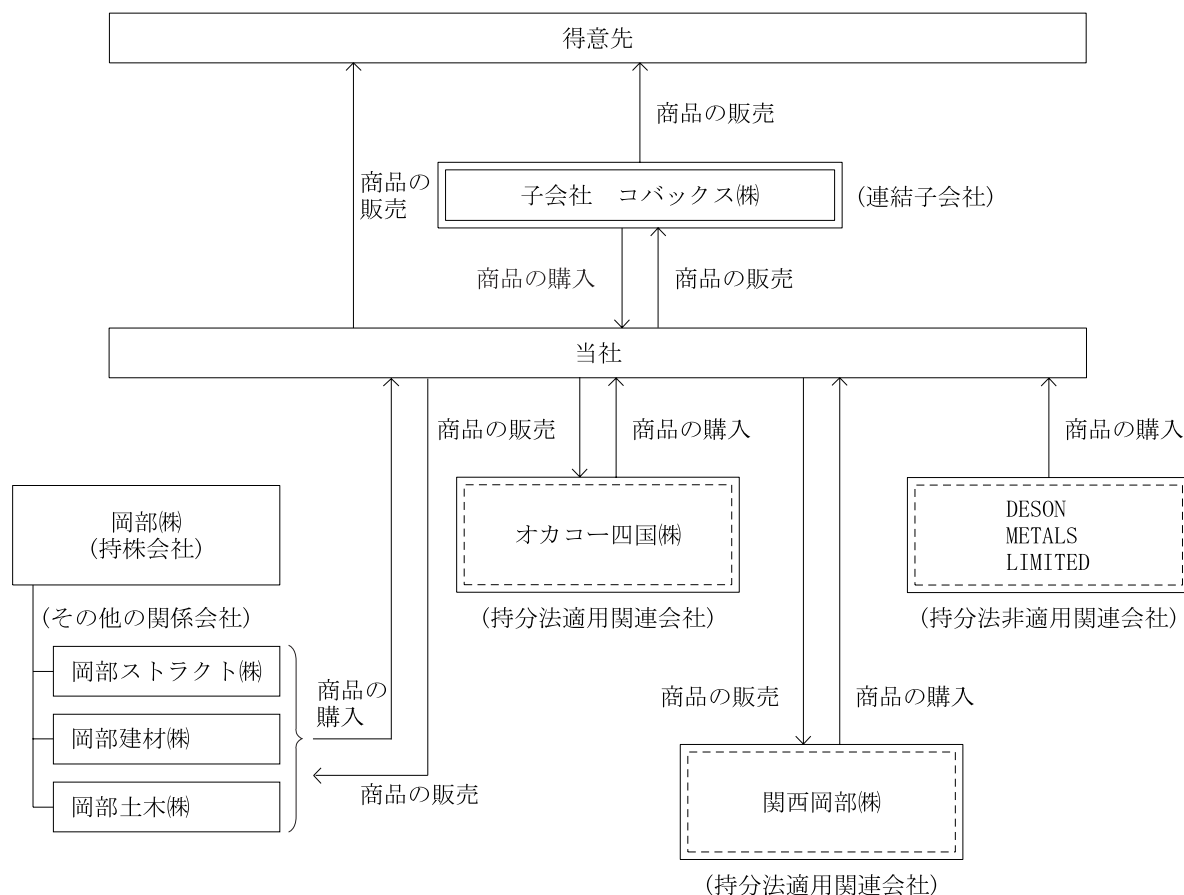 得意先
商品の販売
商品の
販売
子会社　コバックス㈱
(連結子会社)
商品の購入
商品の販売
当社
商品の販売
商品の購入
商品の購入
岡部㈱
(持株会社)
オカコー四国㈱
DESON
METALS
LIMITED
(その他の関係会社)
(持分法適用関連会社)
(持分法非適用関連会社)
岡部ストラクト㈱
商品の
購入
商品の販売
商品の購入
岡部建材㈱
岡部土木㈱
商品の販売
関西岡部㈱
(持分法適用関連会社)